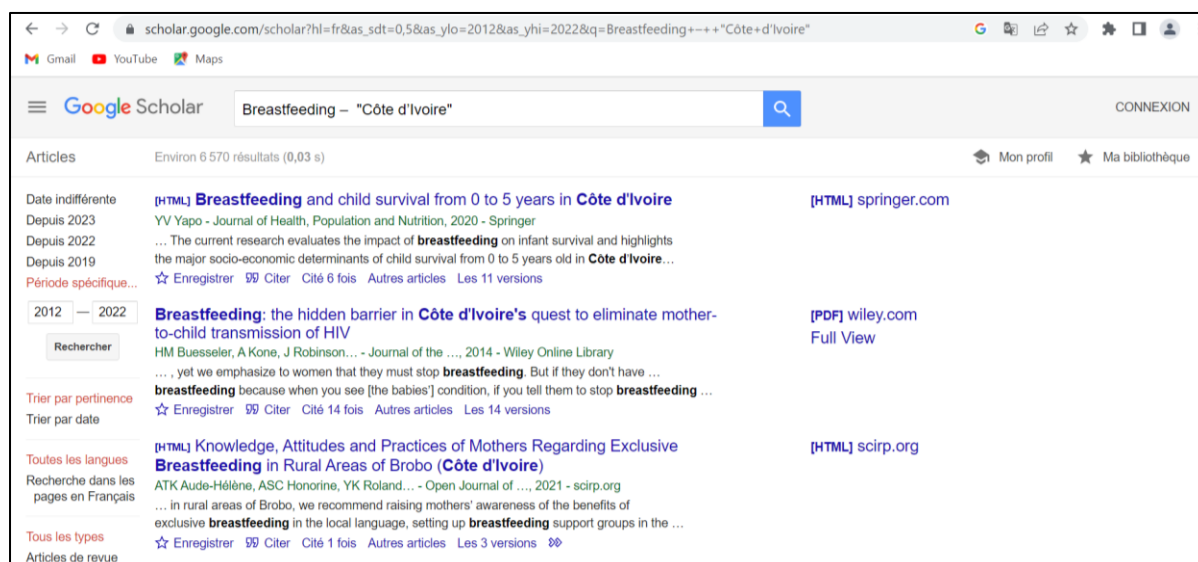 scholar.google.com/scholar?hl=fr&as_sdt=0,5&as_ylo=2012&as_yhi=2022&q=Breastfeeding+–++"Côte+d'Ivoire"
Gmail YouTube Maps
Google Scholar
Breastfeeding – "Côte d'Ivoire"
CONNEXION
Articles
Environ 6 570 résultats (0,03 s)
Mon profil
Ma bibliothèque
Date indifférente
Depuis 2023
Depuis 2022
Depuis 2019
Période spécifique...
2012 — 2022
Rechercher
Trier par pertinence
Trier par date
Toutes les langues
Recherche dans les
pages en Français
Tous les types
Articles de revue
[HTML] Breastfeeding and child survival from 0 to 5 years in Côte d'Ivoire
YV Yapo - Journal of Health, Population and Nutrition, 2020 - Springer
… The current research evaluates the impact of breastfeeding on infant survival and highlights
the major socio-economic determinants of child survival from 0 to 5 years old in Côte d'Ivoire…
Enregistrer Citer Cité 6 fois Autres articles Les 11 versions
[HTML] springer.com
Breastfeeding: the hidden barrier in Côte d'Ivoire's quest to eliminate mother-
to-child transmission of HIV
HM Buesseler, A Kone, J Robinson… - Journal of the …, 2014 - Wiley Online Library
… , yet we emphasize to women that they must stop breastfeeding. But if they don't have …
breastfeeding because when you see [the babies'] condition, if you tell them to stop breastfeeding …
Enregistrer Citer Cité 14 fois Autres articles Les 14 versions
[PDF] wiley.com
Full View
[HTML] Knowledge, Attitudes and Practices of Mothers Regarding Exclusive
Breastfeeding in Rural Areas of Brobo (Côte d'Ivoire)
ATK Aude-Hélène, ASC Honorine, YK Roland… - Open Journal of …, 2021 - scirp.org
… in rural areas of Brobo, we recommend raising mothers' awareness of the benefits of
exclusive breastfeeding in the local language, setting up breastfeeding support groups in the …
Enregistrer Citer Cité 1 fois Autres articles Les 3 versions
[HTML] scirp.org